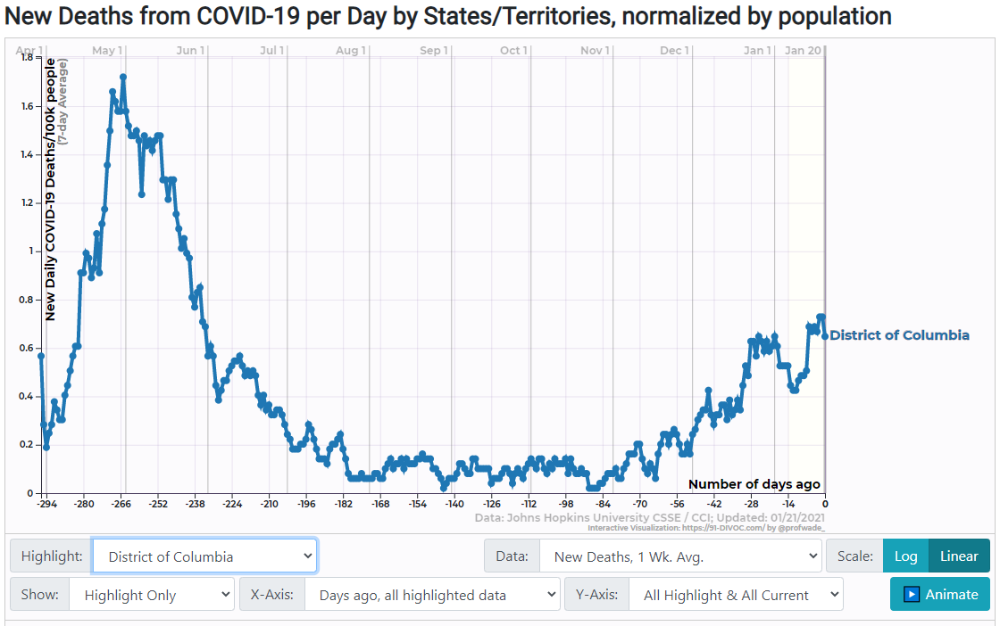 New Deaths from COVID-19 per Day by States/Territories, normalized by population
Apr 1 May 1 Jun 1 Jul 1 Aug 1 Sep 1 Oct 1 Nov 1 Dec 1 Jan 1 Jan 20
New Daily COVID-19 Deaths/100k people
(7-day Average)
1.8
1.6
1.4
1.2
1
0.8
0.6
0.4
0.2
0
District of Columbia
Number of days ago
-294 -280 -266 -252 -238 -224 -210 -196 -182 -168 -154 -140 -126 -112 -98 -84 -70 -56 -42 -28 -14 0
Data: Johns Hopkins University CSSE / CCI; Updated: 01/21/2021
Interactive Visualization: https://91-DIVOC.com/ by @profwade_
Highlight: District of Columbia Data: New Deaths, 1 Wk. Avg. Scale: Log Linear
Show: Highlight Only X-Axis: Days ago, all highlighted data Y-Axis: All Highlight & All Current Animate